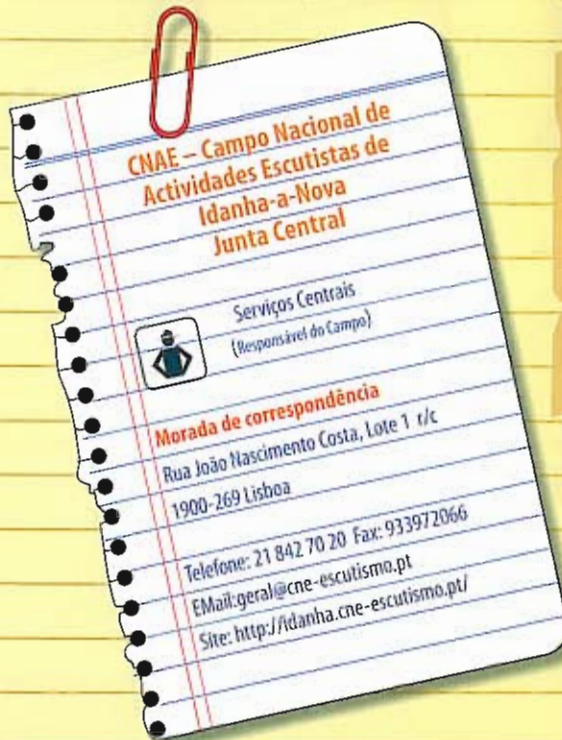 CNAE – Campo Nacional de
Actividades Escutistas de
Idanha-a-Nova
Junta Central
Serviços Centrais
(Responsável do Campo)
Morada de correspondência
Rua João Nascimento Costa, Lote 1 r/c
1900-269 Lisboa
Telefone: 21 842 70 20 Fax: 933972066
EMail:geral@cne-escutismo.pt
Site: http://idanha.cne-escutismo.pt/